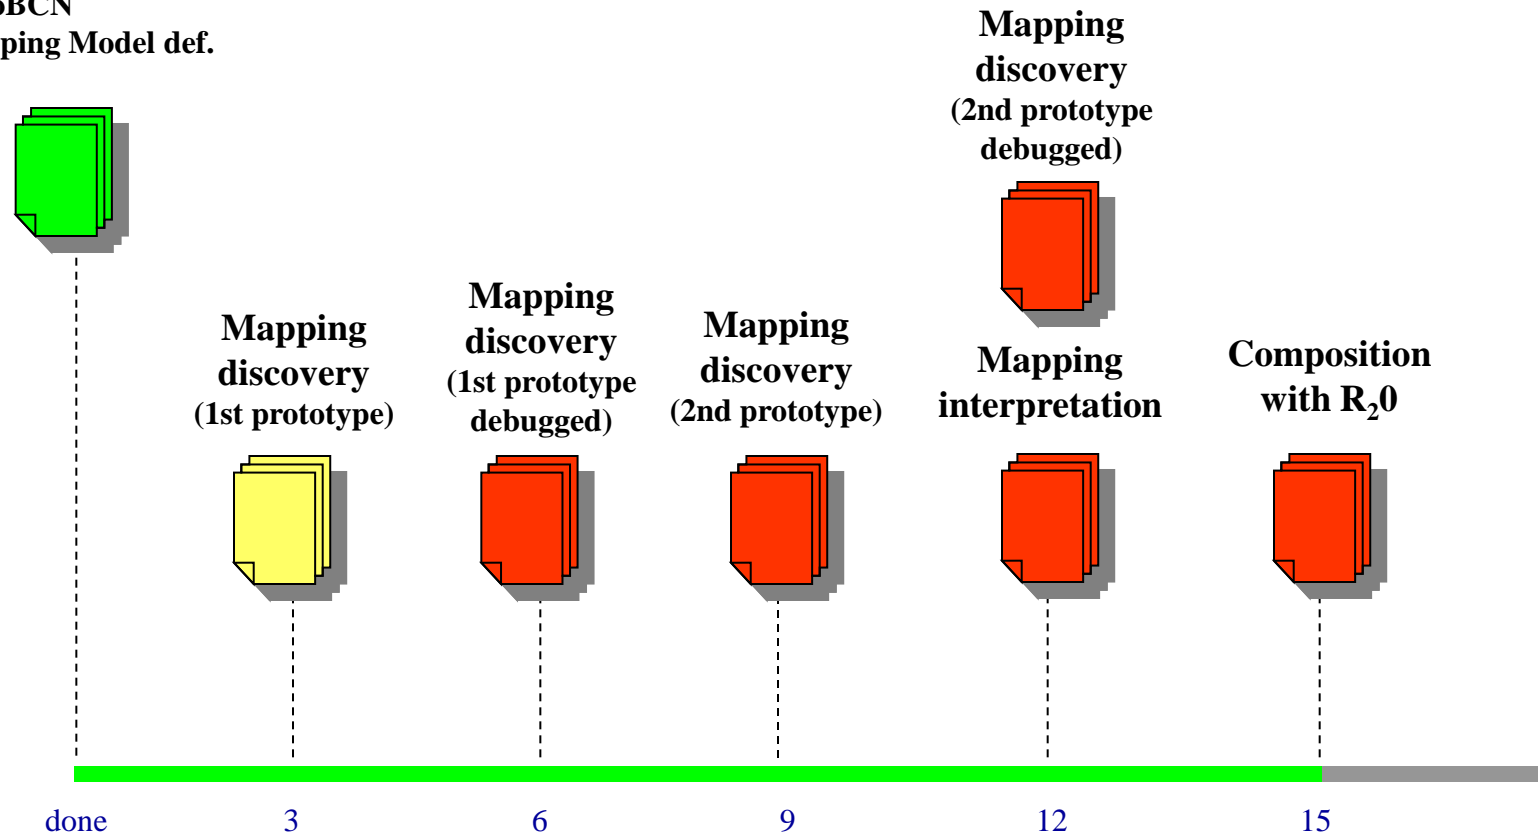 BCN
ping Model def.
Mapping
discovery
(1st prototype)
Mapping
discovery
(1st prototype
debugged)
Mapping
discovery
(2nd prototype)
Mapping
discovery
(2nd prototype
debugged)
Mapping
interpretation
Composition
with R₂0
done 3 6 9 12 15